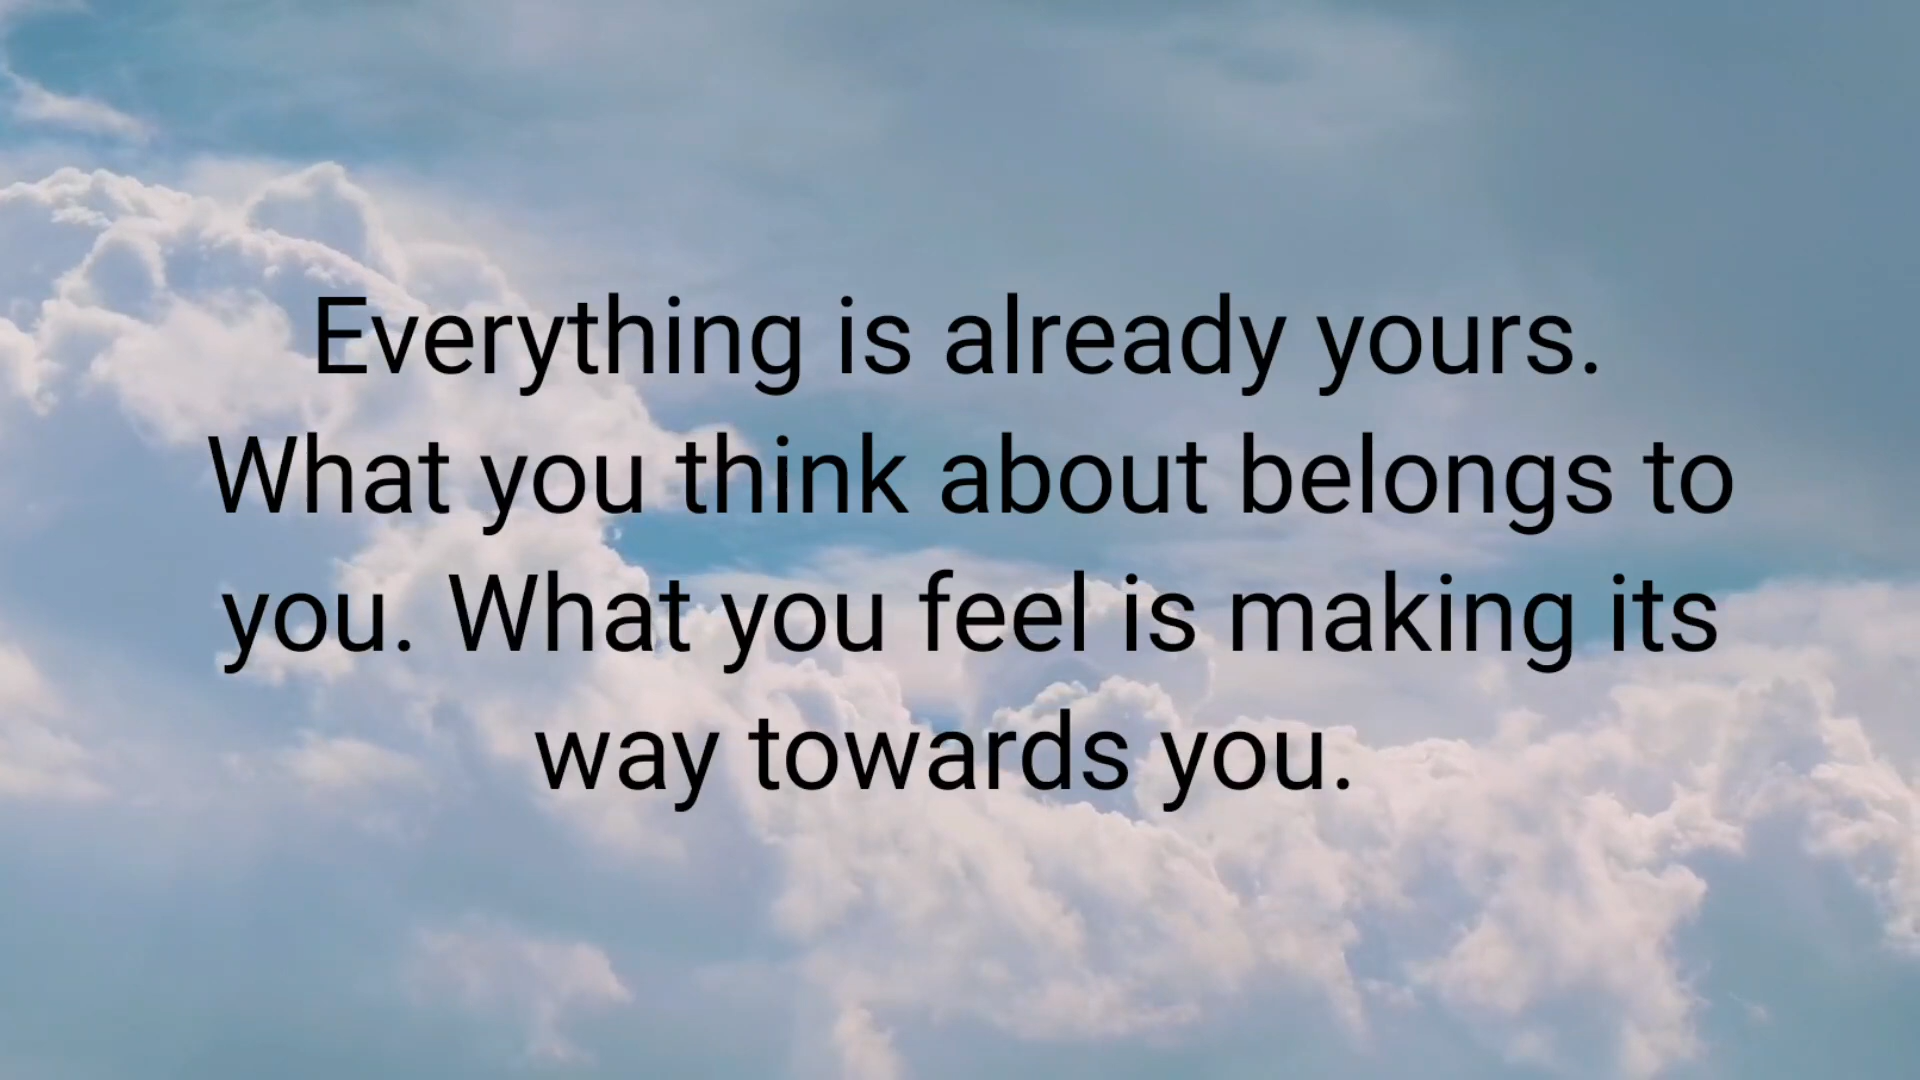 Everything is already yours.
What you think about belongs to
you. What you feel is making its
way towards you.